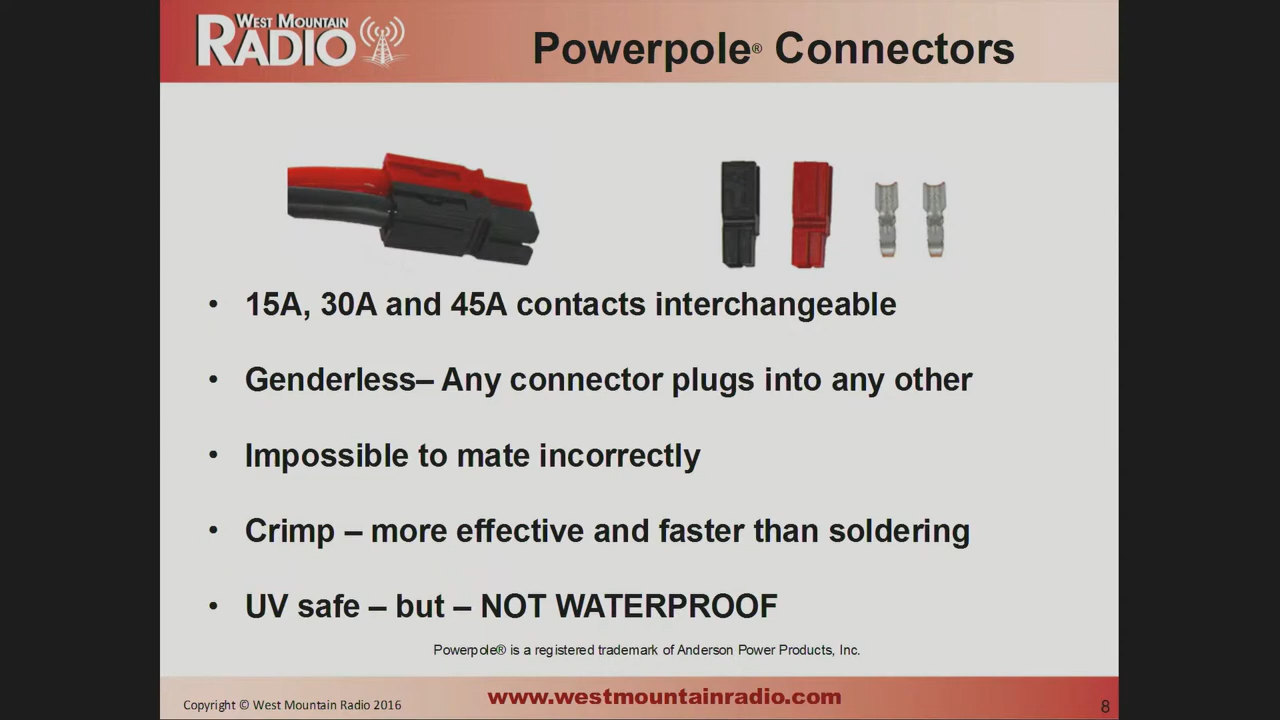 WEST MOUNTAIN
RADIO
Powerpole® Connectors
• 15A, 30A and 45A contacts interchangeable
• Genderless– Any connector plugs into any other
• Impossible to mate incorrectly
• Crimp – more effective and faster than soldering
• UV safe – but – NOT WATERPROOF
Powerpole® is a registered trademark of Anderson Power Products, Inc.
Copyright © West Mountain Radio 2016
www.westmountainradio.com
8